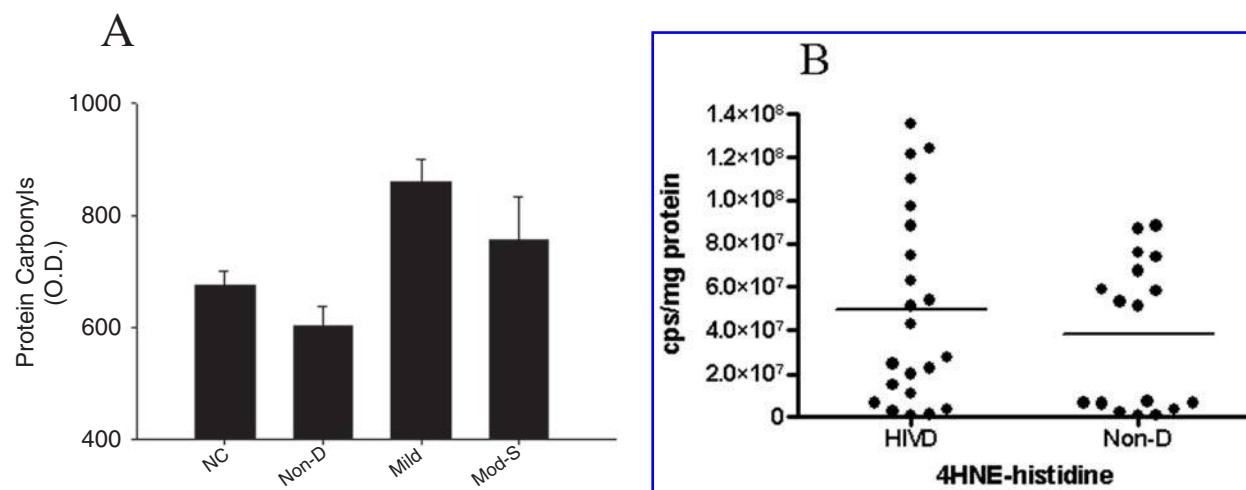 A
Protein Carbonyls
(O.D.)
1000
800
600
400
NC
Non-D
Mild
Mod-S
B
cps/mg protein
1.4×10⁸
1.2×10⁸
1.0×10⁸
8.0×10⁷
6.0×10⁷
4.0×10⁷
2.0×10⁷
0
HIVD
Non-D
4HNE-histidine